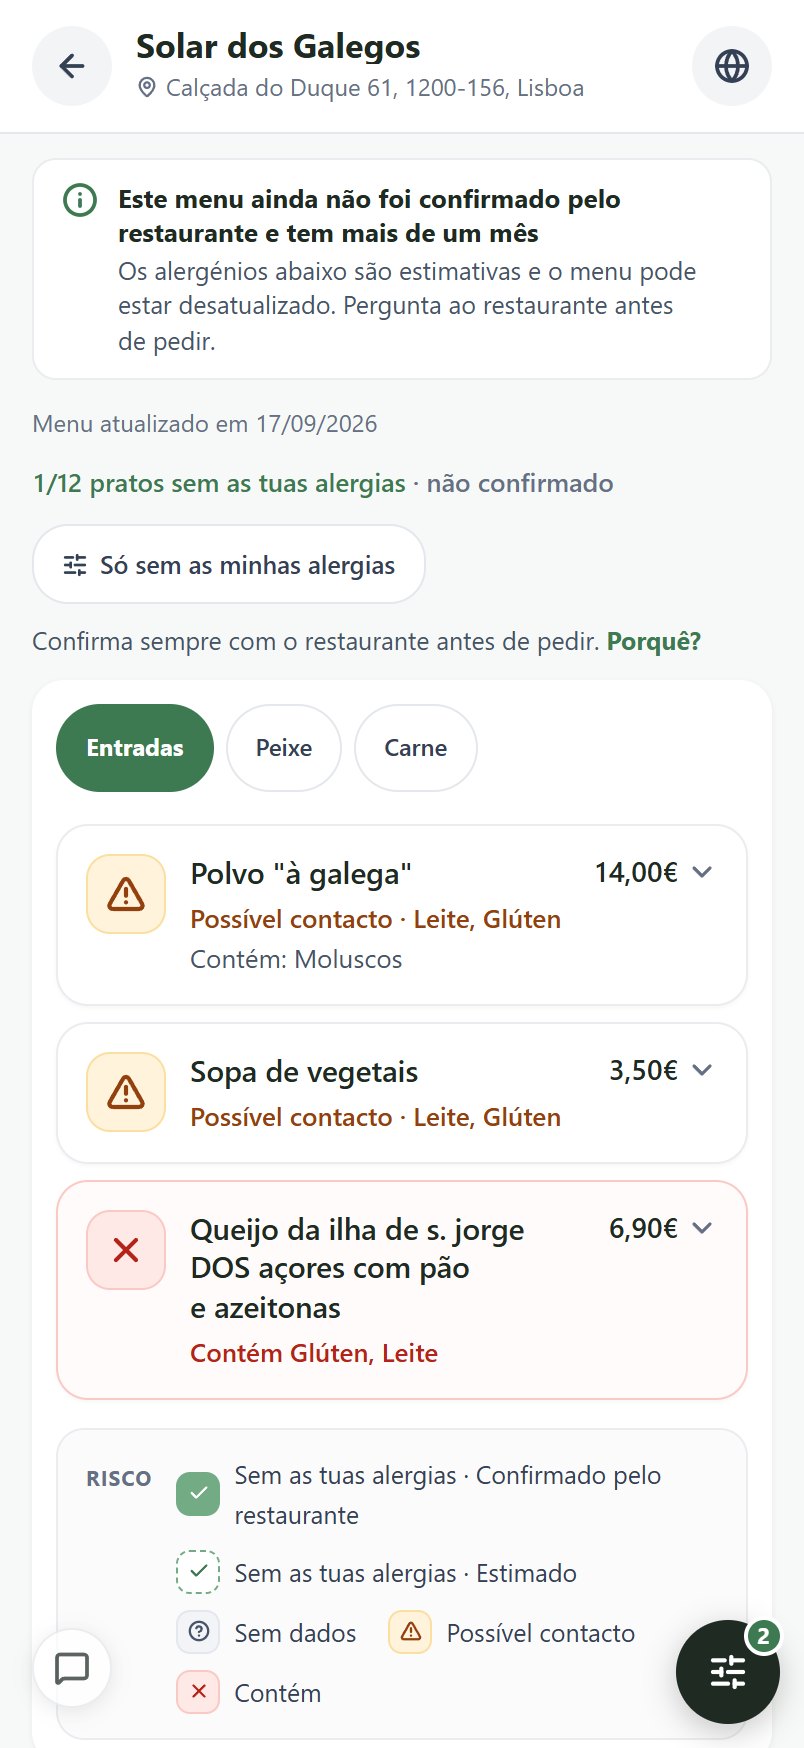 Solar dos Galegos
Calçada do Duque 61, 1200-156, Lisboa
Este menu ainda não foi confirmado pelo
restaurante e tem mais de um mês
Os alergénios abaixo são estimativas e o menu pode
estar desatualizado. Pergunta ao restaurante antes
de pedir.
Menu atualizado em 17/09/2026
1/12 pratos sem as tuas alergias · não confirmado
Só sem as minhas alergias
Confirma sempre com o restaurante antes de pedir. Porquê?
Entradas Peixe Carne
Polvo "à galega" 14,00€
Possível contacto · Leite, Glúten
Contém: Moluscos
Sopa de vegetais 3,50€
Possível contacto · Leite, Glúten
Queijo da ilha de s. jorge 6,90€
DOS açores com pão
e azeitonas
Contém Glúten, Leite
RISCO Sem as tuas alergias · Confirmado pelo
restaurante
Sem as tuas alergias · Estimado
Sem dados Possível contacto
2
Contém